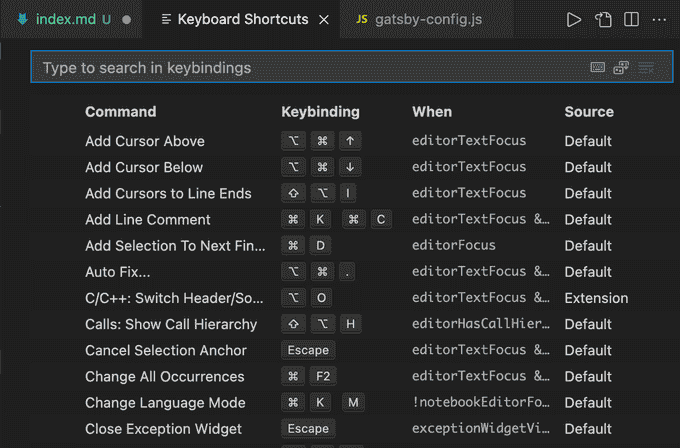 index.md U ● Keyboard Shortcuts × JS gatsby-config.js ...
Type to search in keybindings
Command Keybinding When Source
Add Cursor Above ⌥ ⌘ ↑ editorTextFocus Default
Add Cursor Below ⌥ ⌘ ↓ editorTextFocus Default
Add Cursors to Line Ends ⇧ ⌥ I editorTextFocus Default
Add Line Comment ⌘ K ⌘ C editorTextFocus &… Default
Add Selection To Next Fin... ⌘ D editorFocus Default
Auto Fix... ⌥ ⌘ . editorTextFocus &… Default
C/C++: Switch Header/So... ⌥ O editorTextFocus &… Extension
Calls: Show Call Hierarchy ⇧ ⌥ H editorHasCallHier… Default
Cancel Selection Anchor Escape editorTextFocus &… Default
Change All Occurrences ⌘ F2 editorTextFocus &… Default
Change Language Mode ⌘ K M !notebookEditorFo… Default
Close Exception Widget Escape exceptionWidgetVi… Default